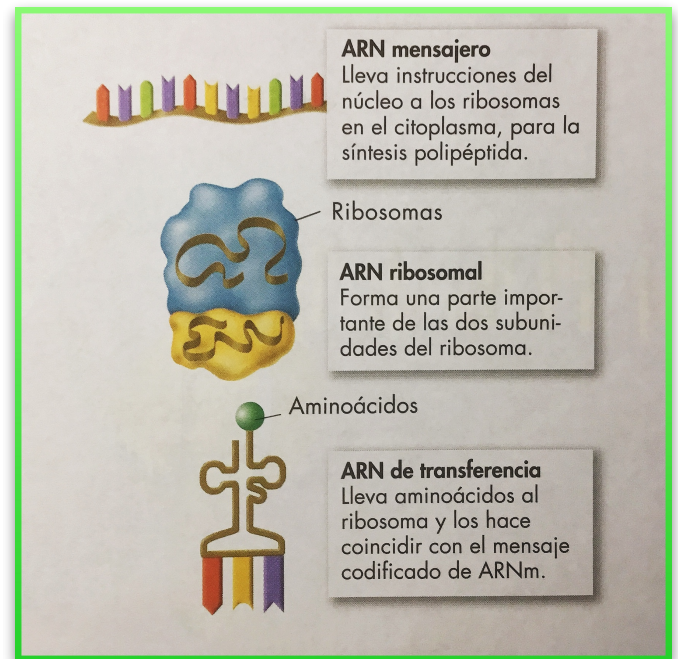 ARN mensajero
Lleva instrucciones del
núcleo a los ribosomas
en el citoplasma, para la
síntesis polipéptida.
Ribosomas
ARN ribosomal
Forma una parte impor-
tante de las dos subuni-
dades del ribosoma.
Aminoácidos
ARN de transferencia
Lleva aminoácidos al
ribosoma y los hace
coincidir con el mensaje
codificado de ARNm.